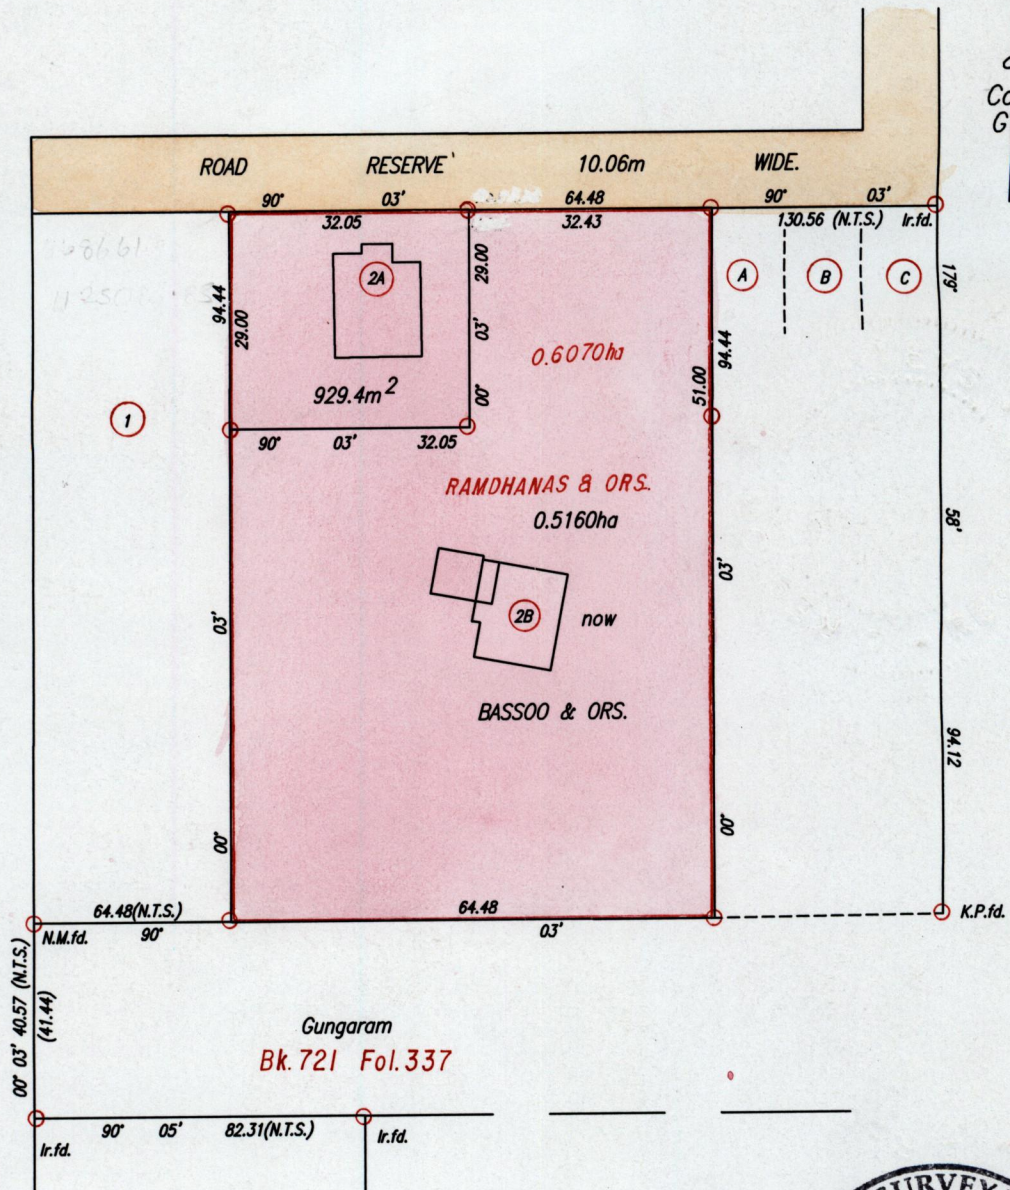 Co
G
ROAD RESERVE 10.06m WIDE.
90° 03' 64.48 90° 03'
32.05 32.43 130.56 (N.T.S.) Ir.fd.
2A A B C
29.00 03' 00°
94.44
29.00
179° 58' 94.12
94.44
51.00
0.6070ha
929.4m²
1
90° 03' 32.05
RAMDHANAS & ORS.
0.5160ha
2B now
03' 03'
BASSOO & ORS.
00° 00°
64.48(N.T.S.) 64.48
N.M.fd. 90° 03' K.P.fd.
00° 03' 40.57 (N.T.S.)
(41.44)
Gungaram
Bk.721 Fol.337
90° 05' 82.31(N.T.S.) Ir.fd.
Ir.fd.
SURVEY